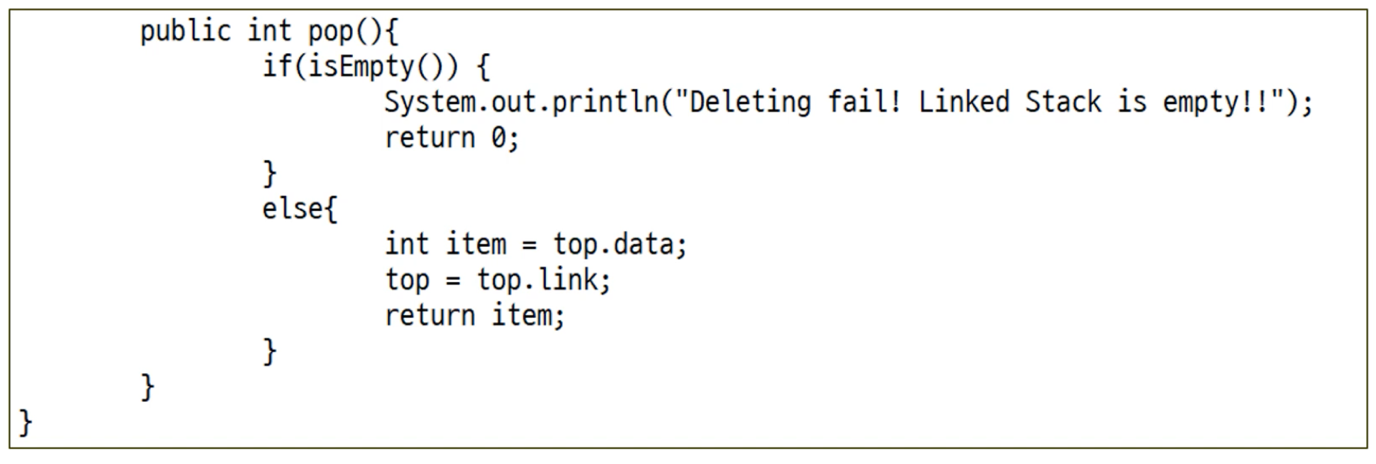 public int pop(){
if(isEmpty()) {
System.out.println("Deleting fail! Linked Stack is empty!!");
return 0;
}
else{
int item = top.data;
top = top.link;
return item;
}
}
}